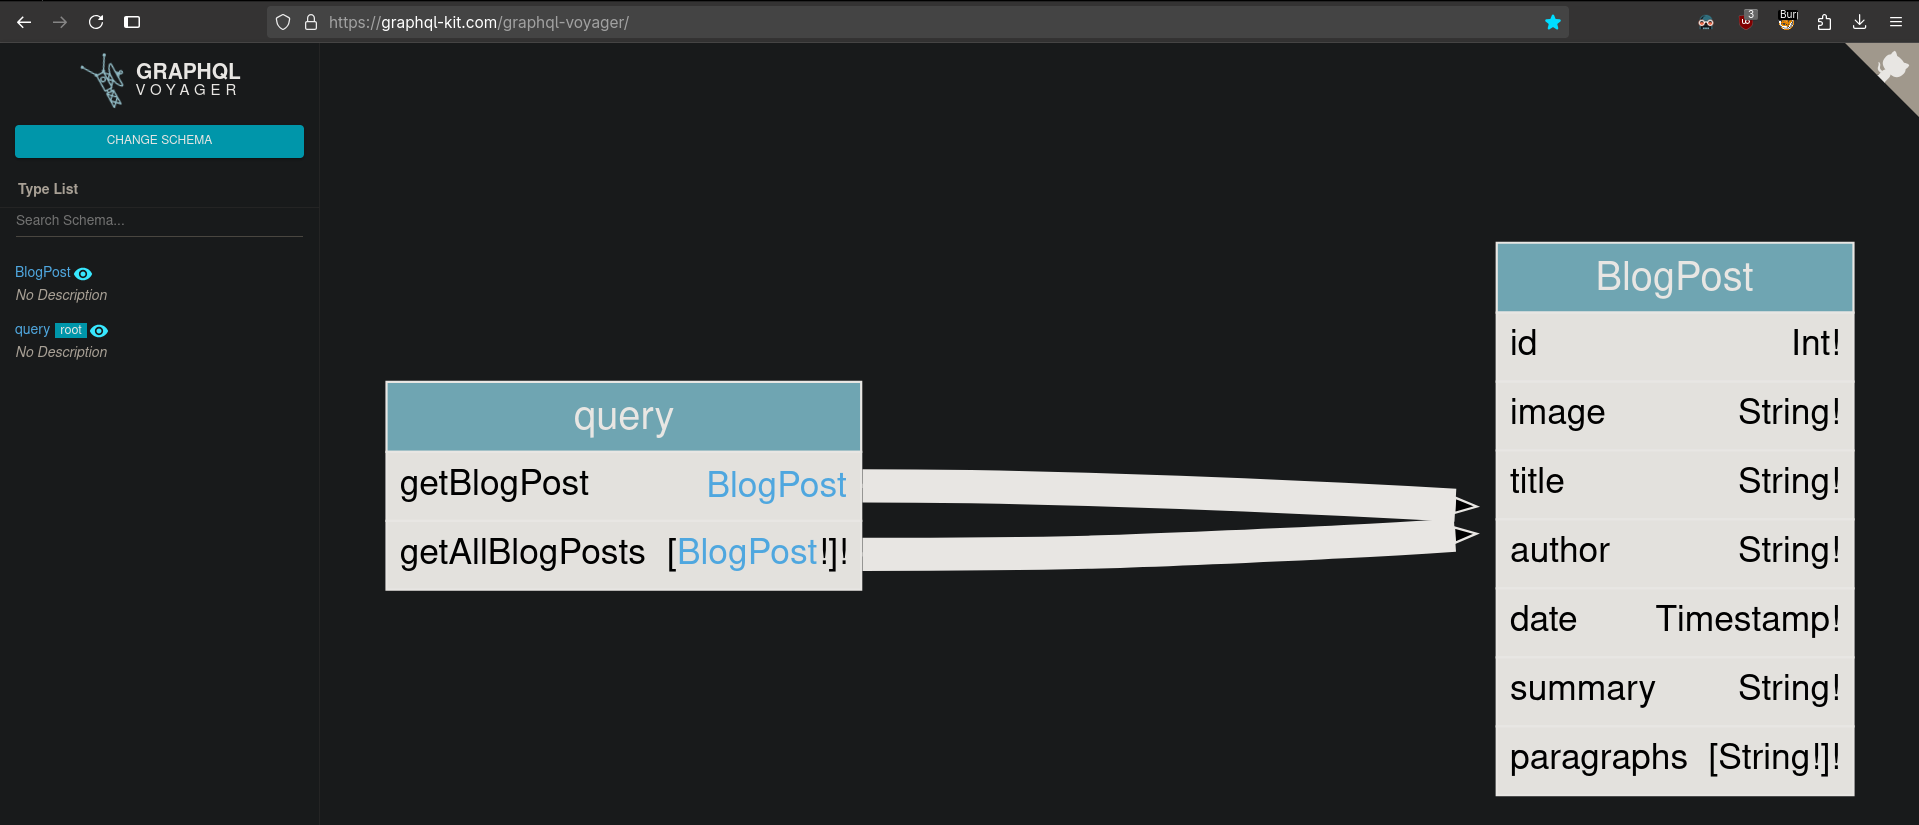 https://graphql-kit.com/graphql-voyager/
3
Bur
GRAPHQL
VOYAGER
CHANGE SCHEMA
Type List
Search Schema...
BlogPost
No Description
query root
No Description
query
getBlogPost BlogPost
getAllBlogPosts [BlogPost!]!
BlogPost
id Int!
image String!
title String!
author String!
date Timestamp!
summary String!
paragraphs [String!]!